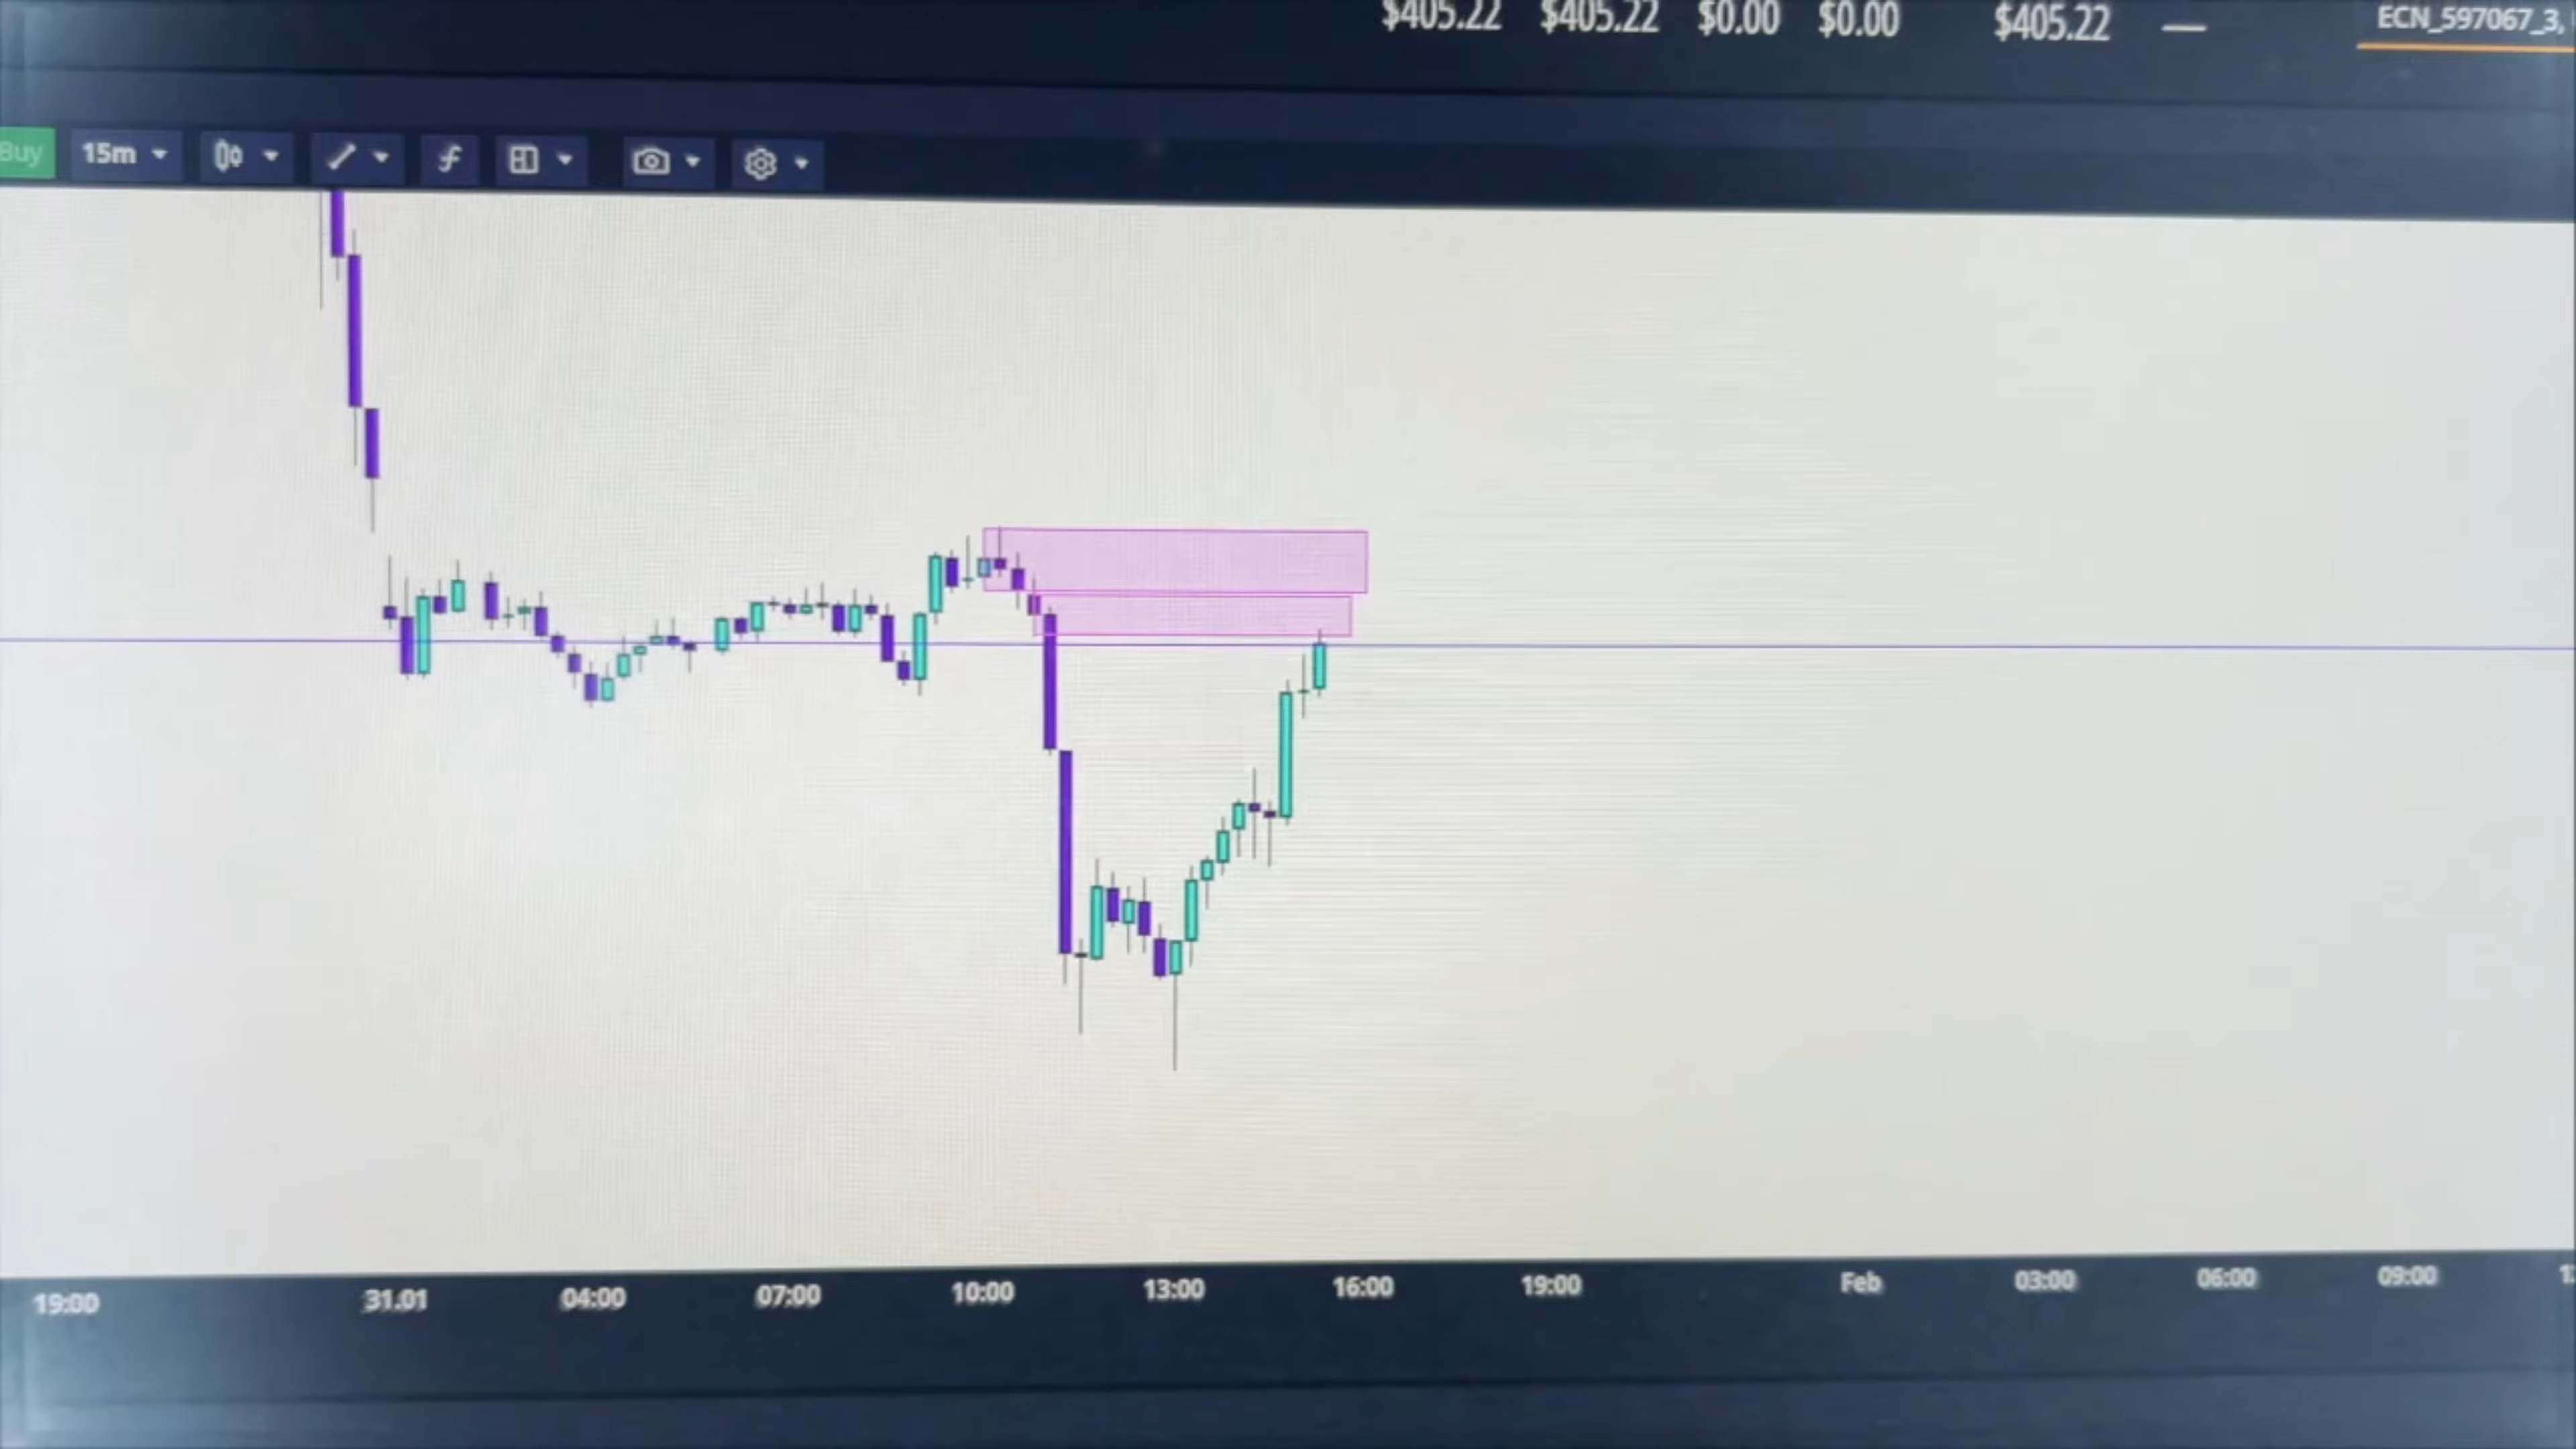 $405.22 $405.22 $0.00 $0.00 $405.22 — ECN_597067_3,
Buy 15m
19:00 31.01 04:00 07:00 10:00 13:00 16:00 19:00 Feb 03:00 06:00 09:00